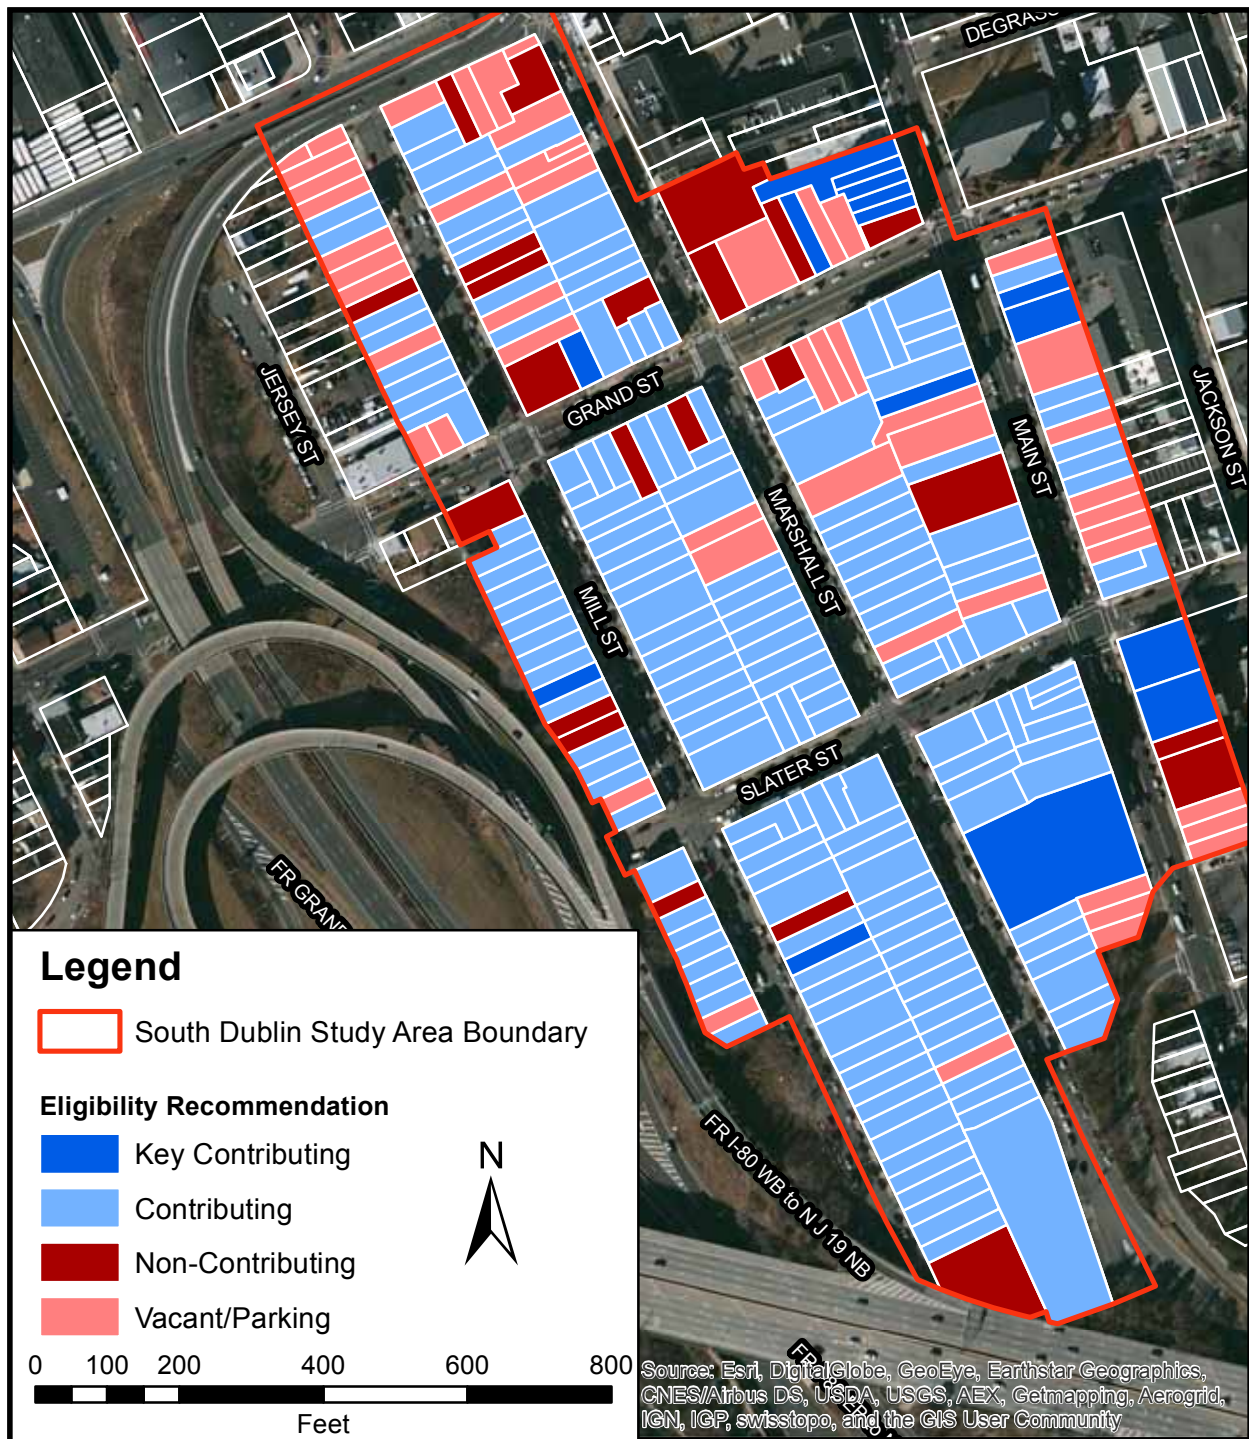 DEGRASS
JERSEY ST
GRAND ST
MAIN ST
JACKSON ST
MARSHALL ST
MILL ST
SLATER ST
FR GRAND
FR I-80 WB to N J 19 NB
Legend
South Dublin Study Area Boundary
Eligibility Recommendation
Key Contributing
Contributing
Non-Contributing
Vacant/Parking
N
0 100 200 400 600 800
Feet
Source: Esri, DigitalGlobe, GeoEye, Earthstar Geographics,
CNES/Airbus DS, USDA, USGS, AEX, Getmapping, Aerogrid,
IGN, IGP, swisstopo, and the GIS User Community